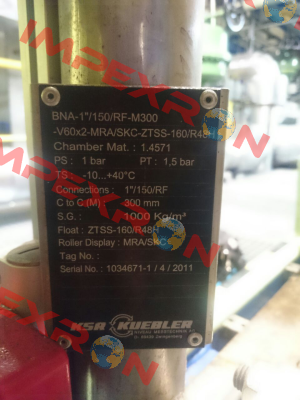 BNA-1"/150/RF-M300
-V60x2-MRA/SKC-ZTSS-160/R48
Chamber Mat. : 1.4571
PS : 1 bar PT : 1,5 bar
TS : -10...+40°C
Connections : 1"/150/RF
C to C (M) : 300 mm
S.G. : 1000 Kg/m³
Float : ZTSS-160/R48
Roller Display : MRA/SKC
Tag No. :
Serial No. : 1034671-1 / 4 / 2011
KSR KUEBLER
IMPEXRON